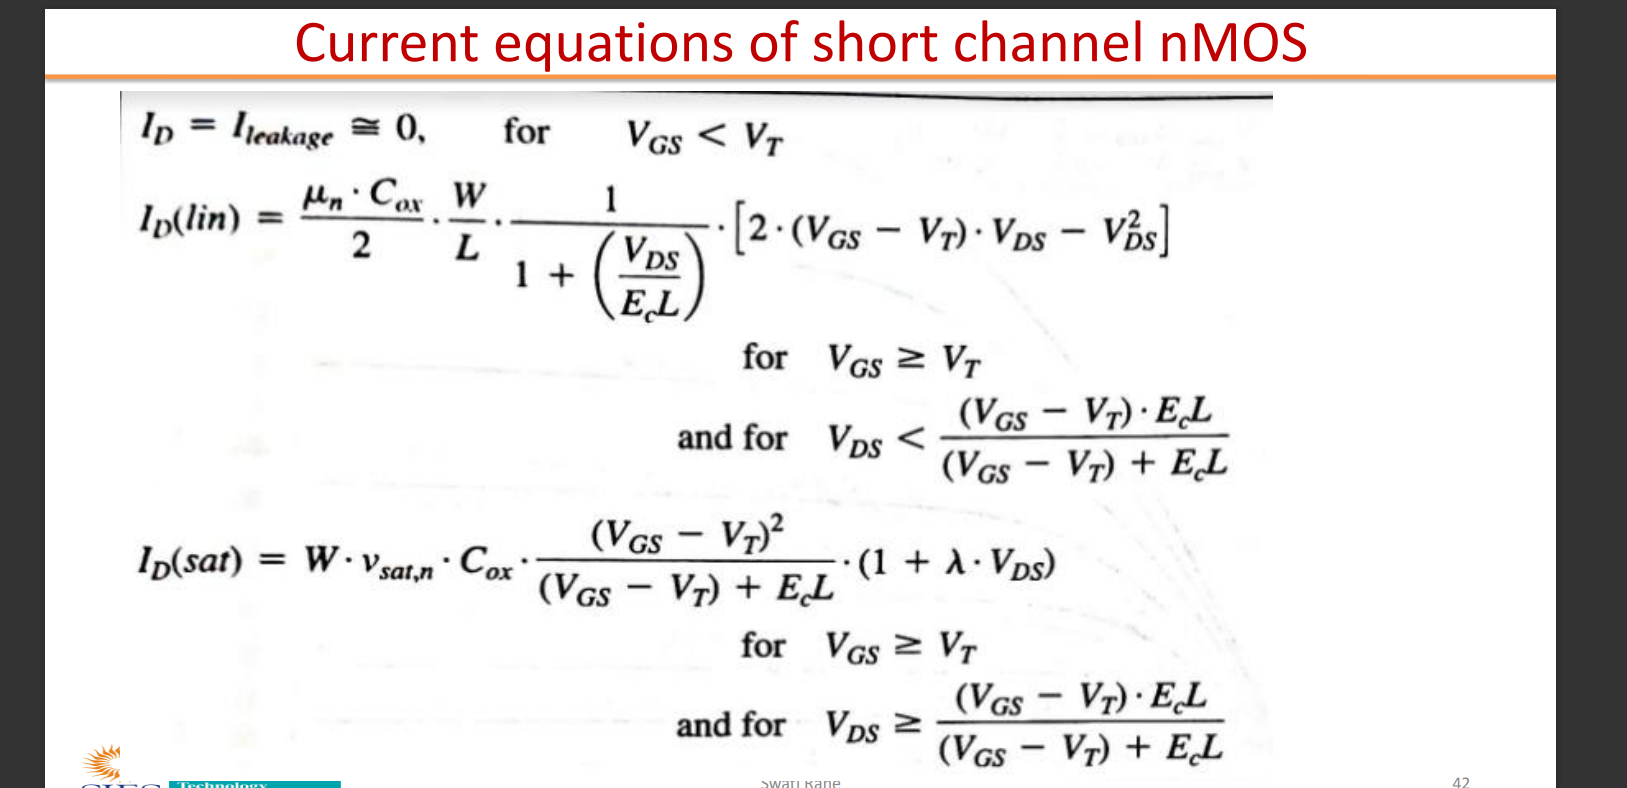 Current equations of short channel nMOS
I_D = I_leakage ≅ 0, for V_GS < V_T
I_D(lin) = (μ_n · C_ox / 2) · (W / L) · (1 / (1 + (V_DS / E_cL))) · [2 · (V_GS − V_T) · V_DS − V_DS^2]
for V_GS ≥ V_T
and for V_DS < ((V_GS − V_T) · E_cL) / ((V_GS − V_T) + E_cL)
I_D(sat) = W · v_sat,n · C_ox · ((V_GS − V_T)^2 / ((V_GS − V_T) + E_cL)) · (1 + λ · V_DS)
for V_GS ≥ V_T
and for V_DS ≥ ((V_GS − V_T) · E_cL) / ((V_GS − V_T) + E_cL)
Technology
Swati Rane
42